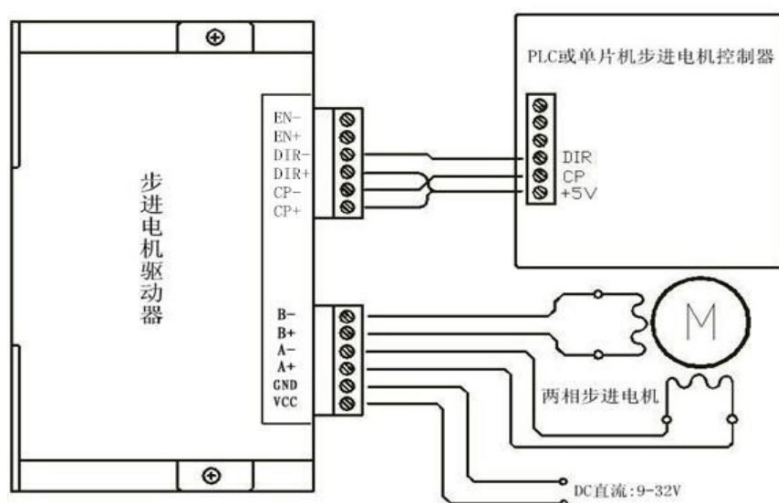 PLC或单片机步进电机控制器
EN-
EN+
DIR-
DIR+
CP-
CP+
DIR
CP
+5V
步进电机驱动器
B-
B+
A-
A+
GND
VCC
M
两相步进电机
DC直流:9-32V